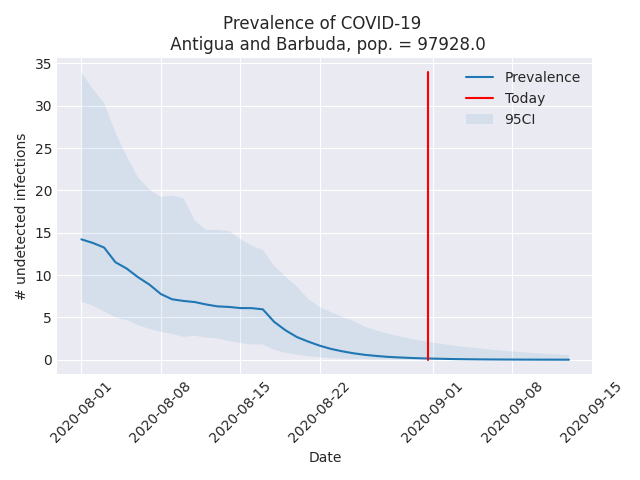 Prevalence of COVID-19
Antigua and Barbuda, pop. = 97928.0
35
30
25
20
15
10
5
0
# undetected infections
Prevalence
Today
95CI
2020-08-01
2020-08-08
2020-08-15
2020-08-22
2020-09-01
2020-09-08
2020-09-15
Date